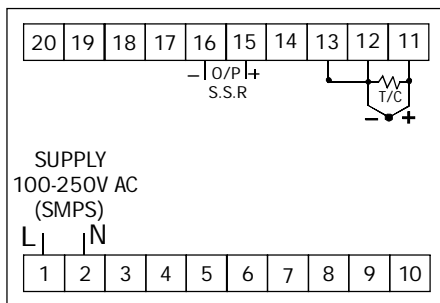 20 19 18 17 16 15 14 13 12 11
– O/P +
S.S.R
T/C
– +
SUPPLY
100-250V AC
(SMPS)
L N
1 2 3 4 5 6 7 8 9 10